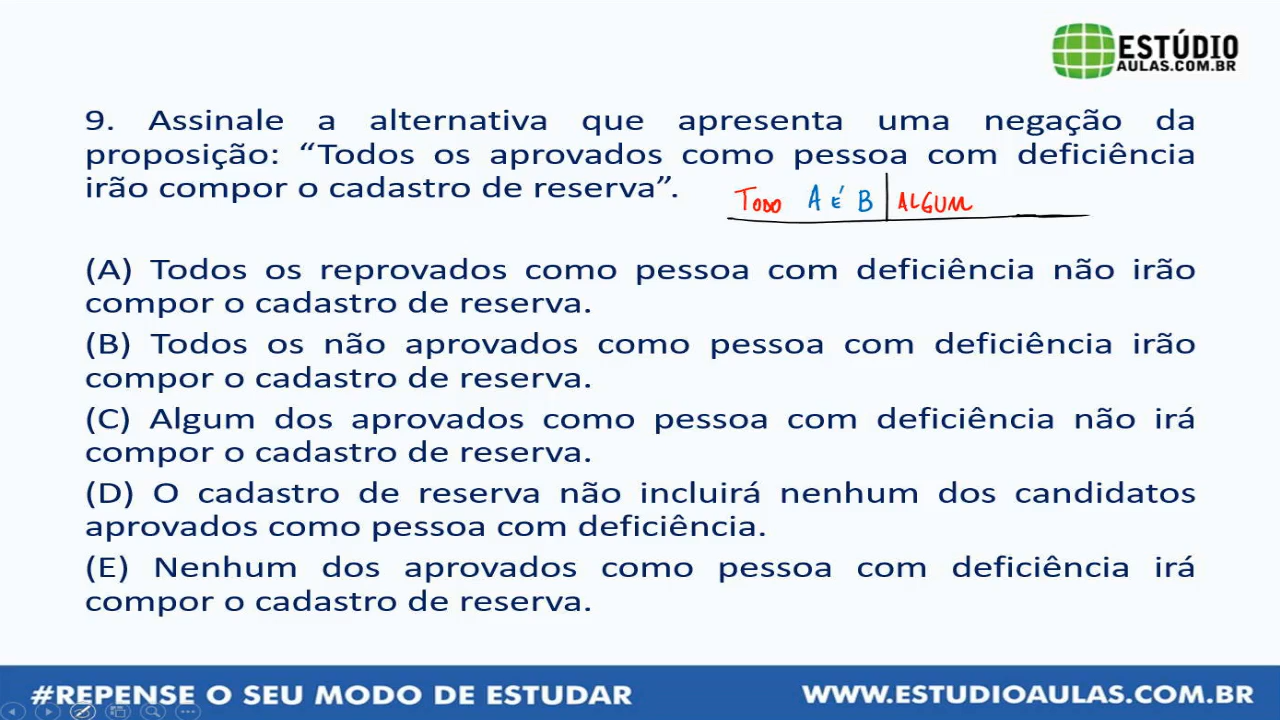 ESTÚDIO
AULAS.COM.BR
9. Assinale a alternativa que apresenta uma negação da
proposição: “Todos os aprovados como pessoa com deficiência
irão compor o cadastro de reserva”.
TODO A É B | ALGUM
(A) Todos os reprovados como pessoa com deficiência não irão
compor o cadastro de reserva.
(B) Todos os não aprovados como pessoa com deficiência irão
compor o cadastro de reserva.
(C) Algum dos aprovados como pessoa com deficiência não irá
compor o cadastro de reserva.
(D) O cadastro de reserva não incluirá nenhum dos candidatos
aprovados como pessoa com deficiência.
(E) Nenhum dos aprovados como pessoa com deficiência irá
compor o cadastro de reserva.
#REPENSE O SEU MODO DE ESTUDAR
WWW.ESTUDIOAULAS.COM.BR